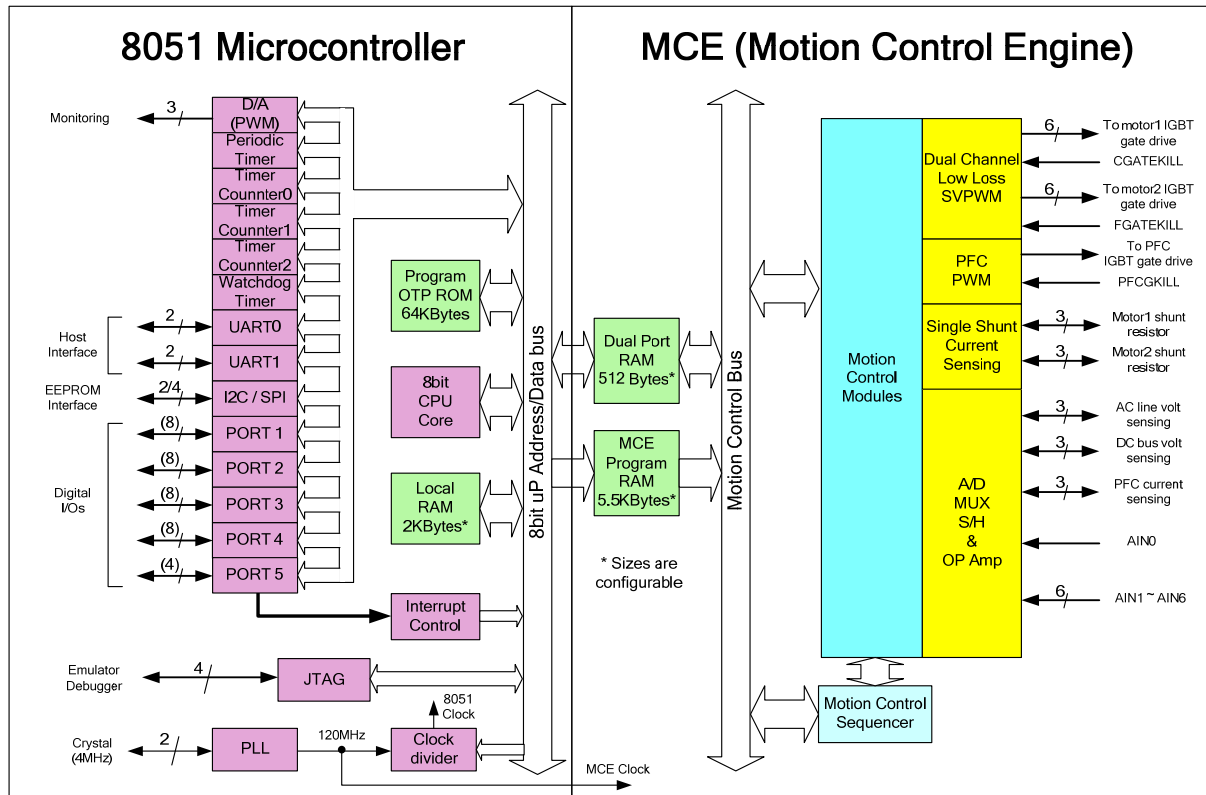 8051 Microcontroller
MCE (Motion Control Engine)
Monitoring
3
D/A
(PWM)
Periodic
Timer
Timer
Counnter0
Timer
Counnter1
Timer
Counnter2
Watchdog
Timer
Host
Interface
2
UART0
2
UART1
EEPROM
Interface
2/4
I2C / SPI
Digital
I/Os
(8)
PORT 1
(8)
PORT 2
(8)
PORT 3
(8)
PORT 4
(4)
PORT 5
Program
OTP ROM
64KBytes
8bit
CPU
Core
Local
RAM
2KBytes*
Interrupt
Control
Emulator
Debugger
4
JTAG
8051
Clock
Crystal
(4MHz)
2
PLL
120MHz
Clock
divider
MCE Clock
8bit uP Address/Data bus
Dual Port
RAM
512 Bytes*
MCE
Program
RAM
5.5KBytes*
* Sizes are
configurable
Motion Control Bus
Motion
Control
Modules
Motion Control
Sequencer
Dual Channel
Low Loss
SVPWM
PFC
PWM
Single Shunt
Current
Sensing
A/D
MUX
S/H
&
OP Amp
6
To motor1 IGBT
gate drive
CGATEKILL
6
To motor2 IGBT
gate drive
FGATEKILL
To PFC
IGBT gate drive
PFCGKILL
3
Motor1 shunt
resistor
3
Motor2 shunt
resistor
3
AC line volt
sensing
3
DC bus volt
sensing
3
PFC current
sensing
AIN0
6
AIN1 ~ AIN6